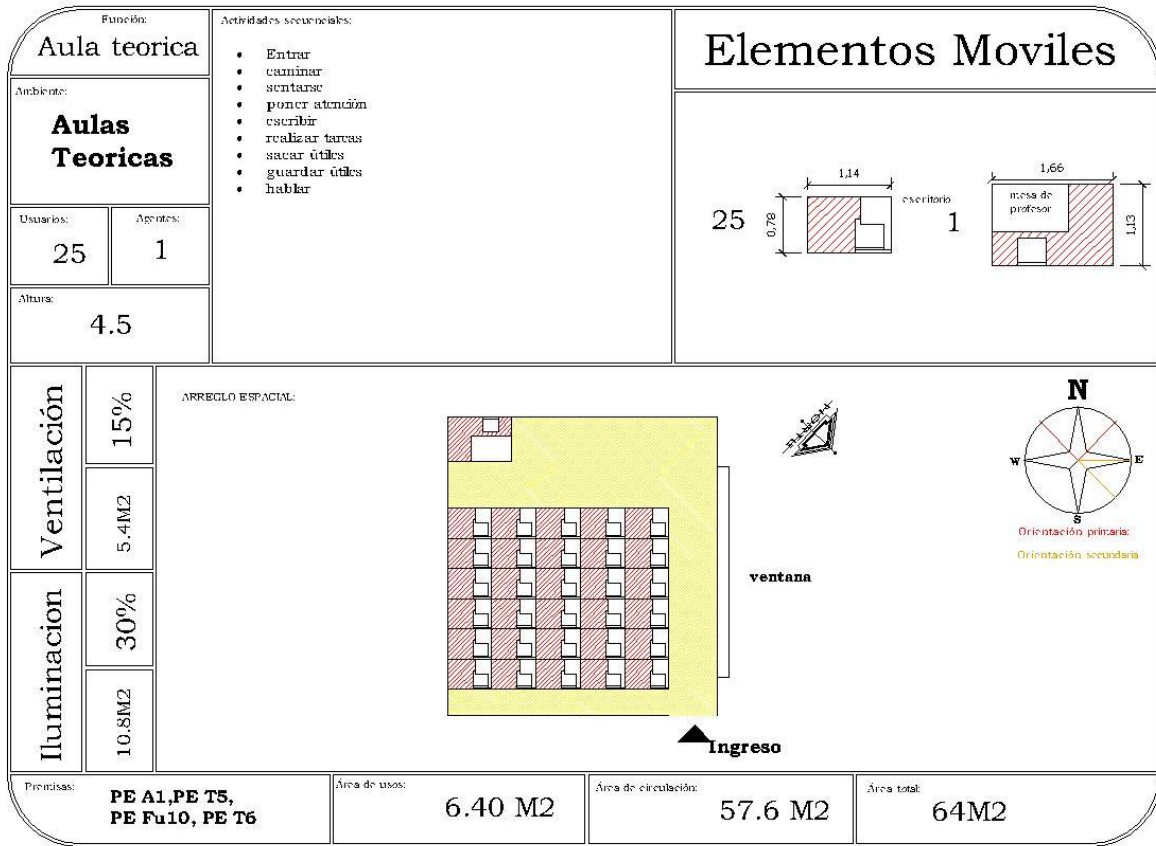 Función:
Aula teorica
Ambiente:
Aulas
Teoricas
Usuarios:
25
Agentes:
1
Altura:
4.5
Actividades secuenciales:
• Entrar
• caminar
• sentarse
• poner atención
• escribir
• realizar tareas
• sacar útiles
• guardar útiles
• hablar
Elementos Moviles
25
1,14
0,78
escritorio
1
1,66
mesa de
profesor
1,13
Ventilación
15%
5.4M2
Iluminacion
30%
10.8M2
ARREGLO ESPACIAL:
ventana
Ingreso
N
W
E
S
Orientación primaria:
Orientación secundaria
Premisas:
PE A1,PE T5,
PE Fu10, PE T6
Área de usos:
6.40 M2
Área de circulación:
57.6 M2
Área total:
64M2